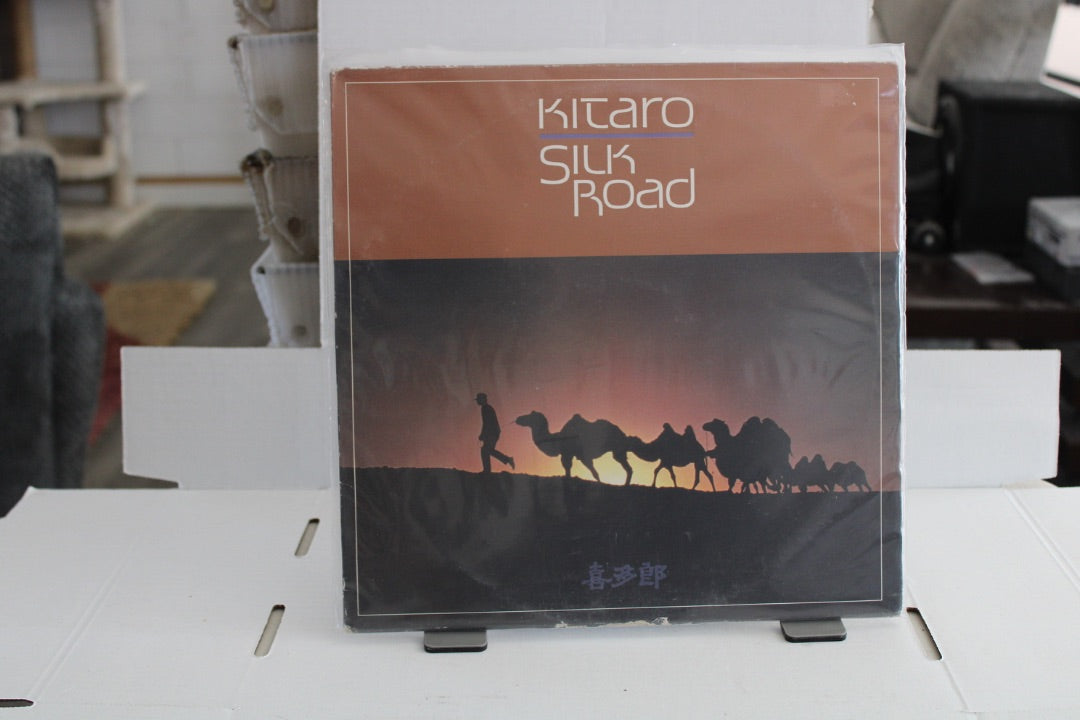 Kitaro
Silk
Road
喜多郎